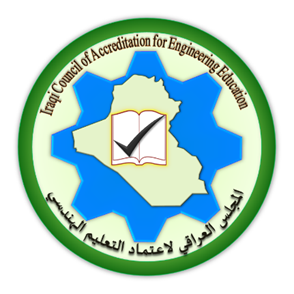 Iraqi Council of Accreditation for Engineering Education
المجلس العراقي لاعتماد التعليم الهندسي